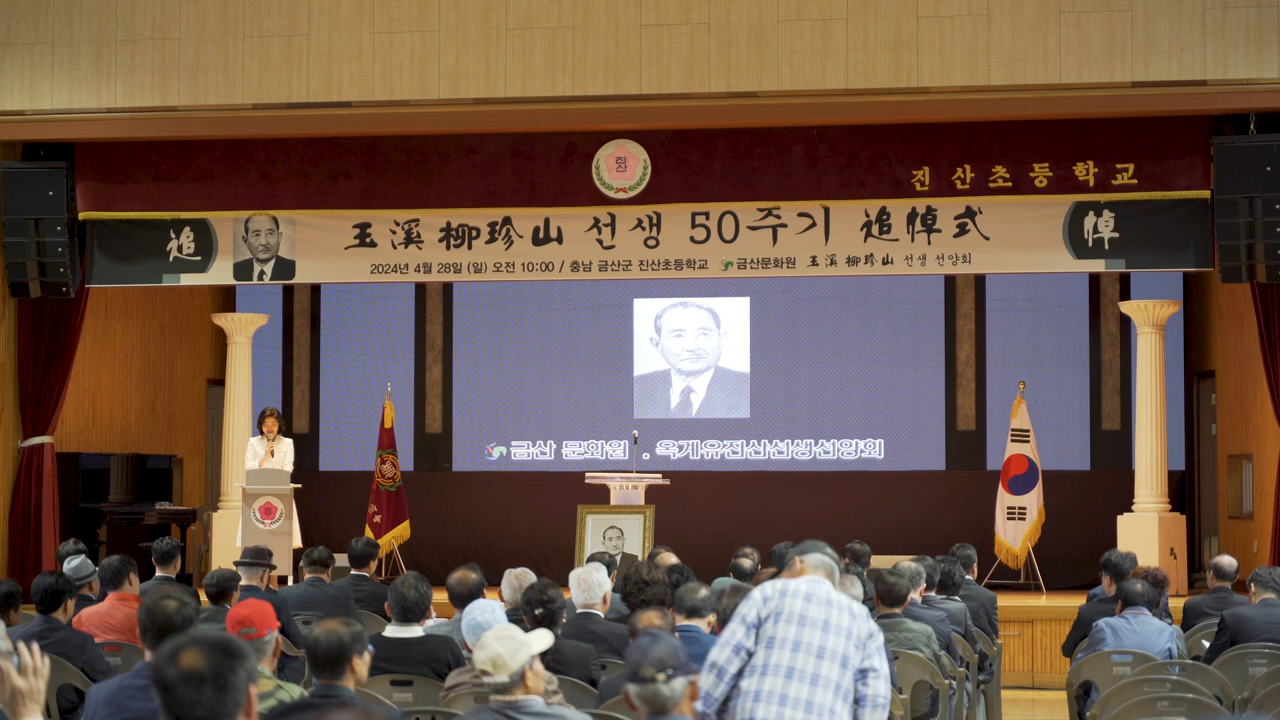 진산
진산초등학교
追
玉溪 柳珍山 선생 50주기 追悼式
悼
2024년 4월 28일 (일) 오전 10:00 / 충남 금산군 진산초등학교 금산문화원 玉溪 柳珍山 선생 선양회
금산 문화원 . 옥계유진산선생선양회